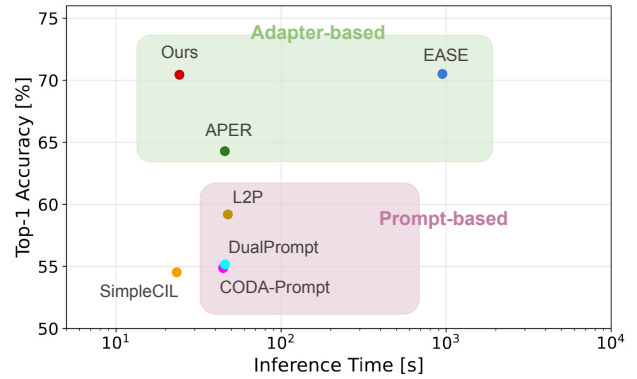 75
70
65
60
55
50
Top-1 Accuracy [%]
Adapter-based
Ours
EASE
APER
L2P
Prompt-based
DualPrompt
CODA-Prompt
SimpleCIL
10¹
10²
10³
10⁴
Inference Time [s]